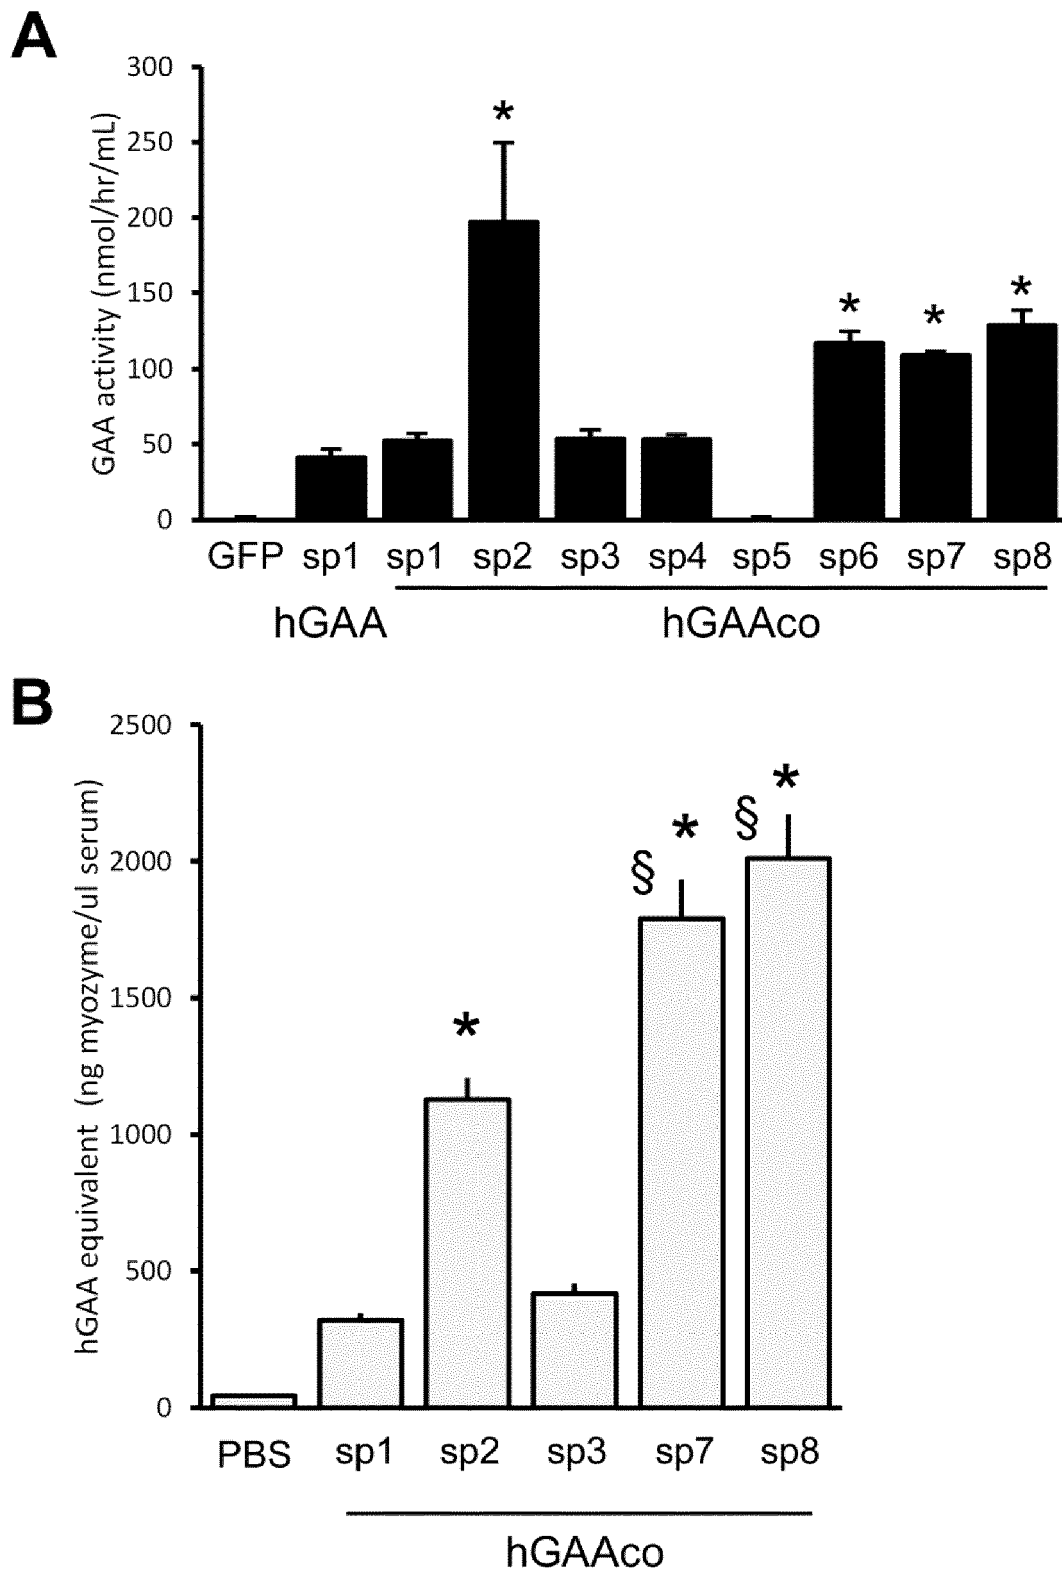 A
GAA activity (nmol/hr/mL)
300
250
200
150
100
50
0
*
*
*
*
GFP sp1 sp1 sp2 sp3 sp4 sp5 sp6 sp7 sp8
hGAA hGAAco
B
hGAA equivalent (ng myozyme/ul serum)
2500
2000
1500
1000
500
0
*
§ *
§ *
PBS sp1 sp2 sp3 sp7 sp8
hGAAco